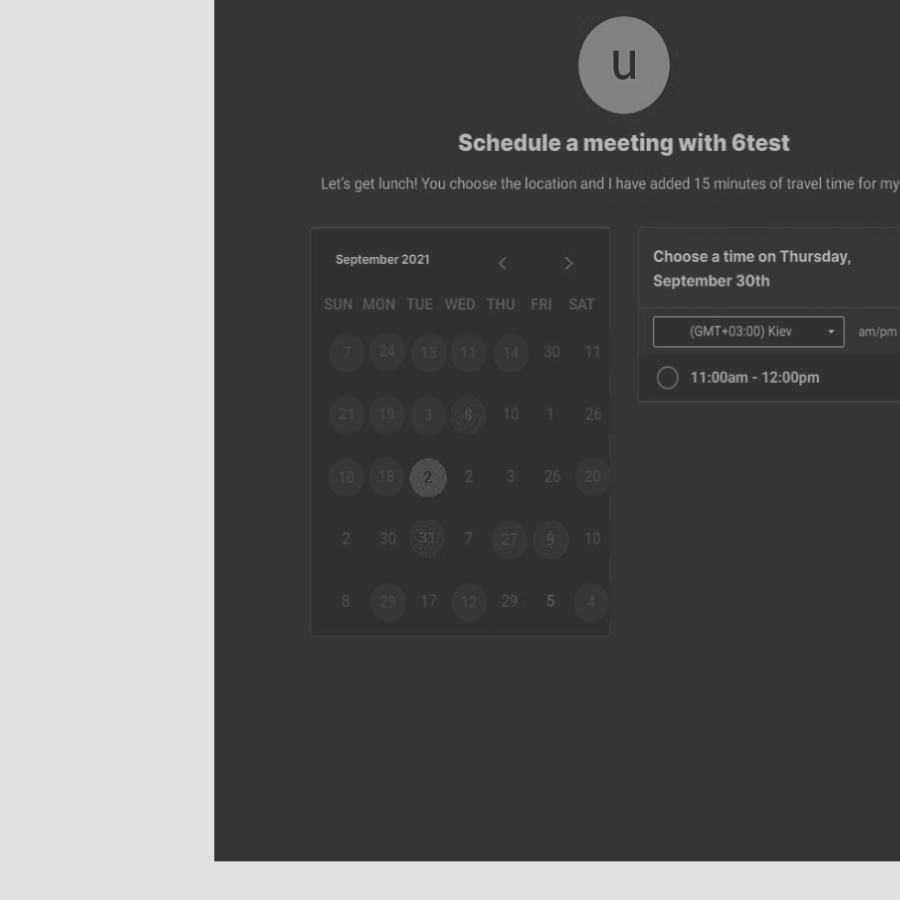 u
Schedule a meeting with 6test
Let's get lunch! You choose the location and I have added 15 minutes of travel time for my
September 2021
SUN MON TUE WED THU FRI SAT
7 24 13 11 14 30 11
21 19 3 8 10 1 26
10 18 2 2 3 26 20
2 30 31 7 27 9 10
8 29 17 12 29 5 4
Choose a time on Thursday,
September 30th
(GMT+03:00) Kiev am/pm
11:00am - 12:00pm